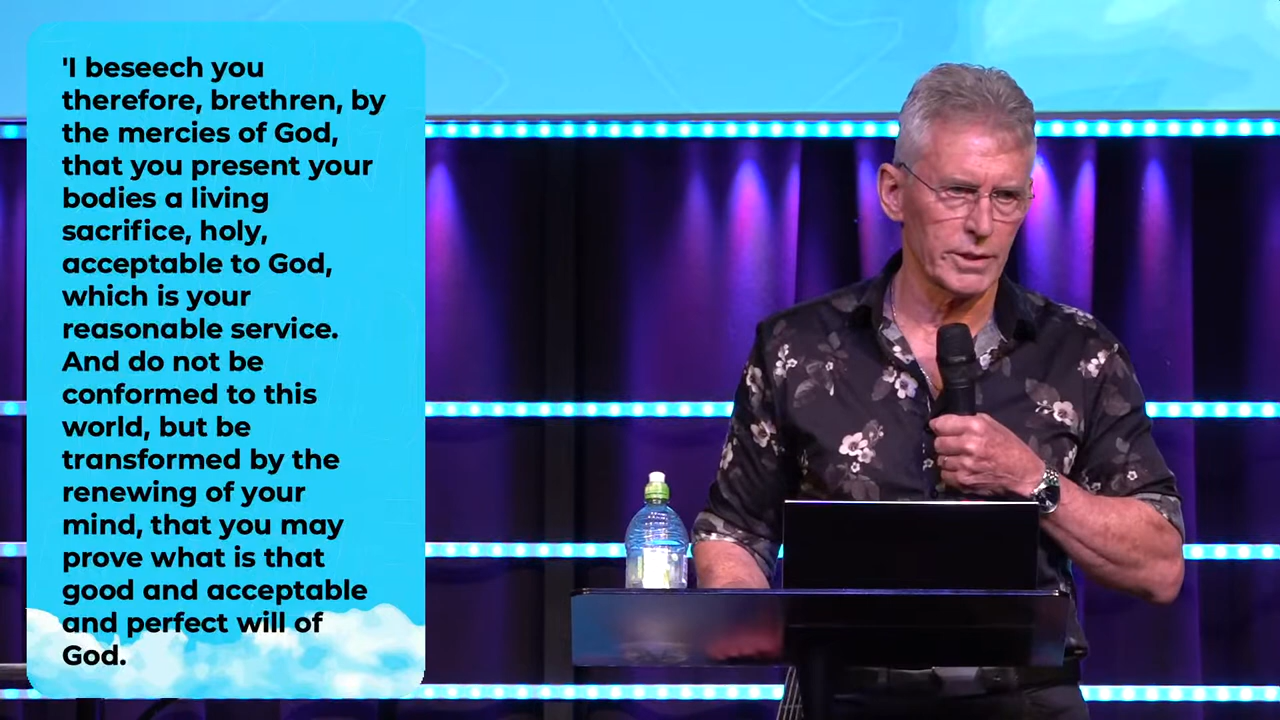 'I beseech you
therefore, brethren, by
the mercies of God,
that you present your
bodies a living
sacrifice, holy,
acceptable to God,
which is your
reasonable service.
And do not be
conformed to this
world, but be
transformed by the
renewing of your
mind, that you may
prove what is that
good and acceptable
and perfect will of
God.